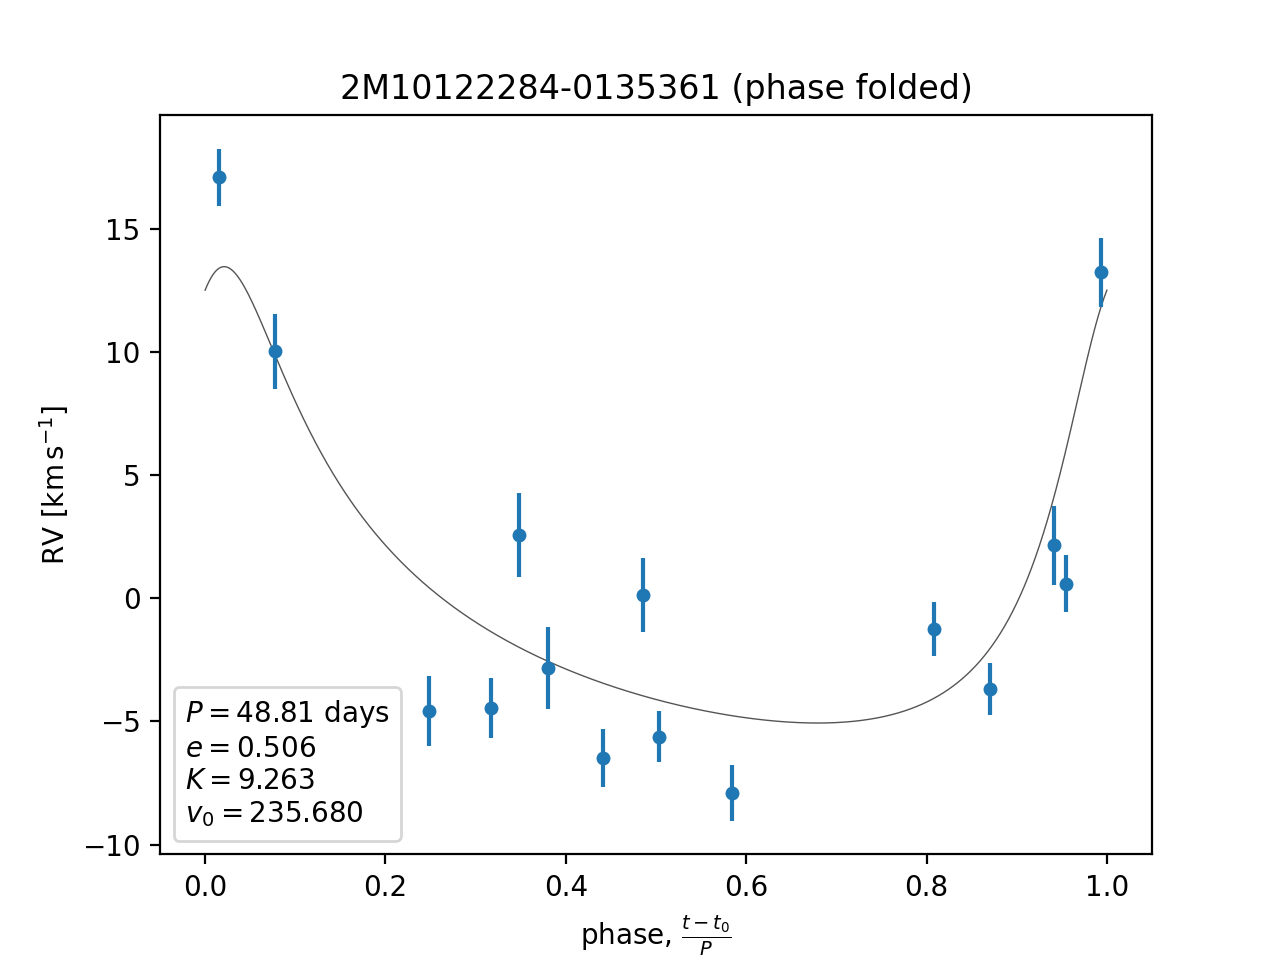 2M10122284-0135361 (phase folded)
RV [km s⁻¹]
15
10
5
0
−5
−10
P = 48.81 days
e = 0.506
K = 9.263
v₀ = 235.680
0.0 0.2 0.4 0.6 0.8 1.0
phase, (t − t₀)/P